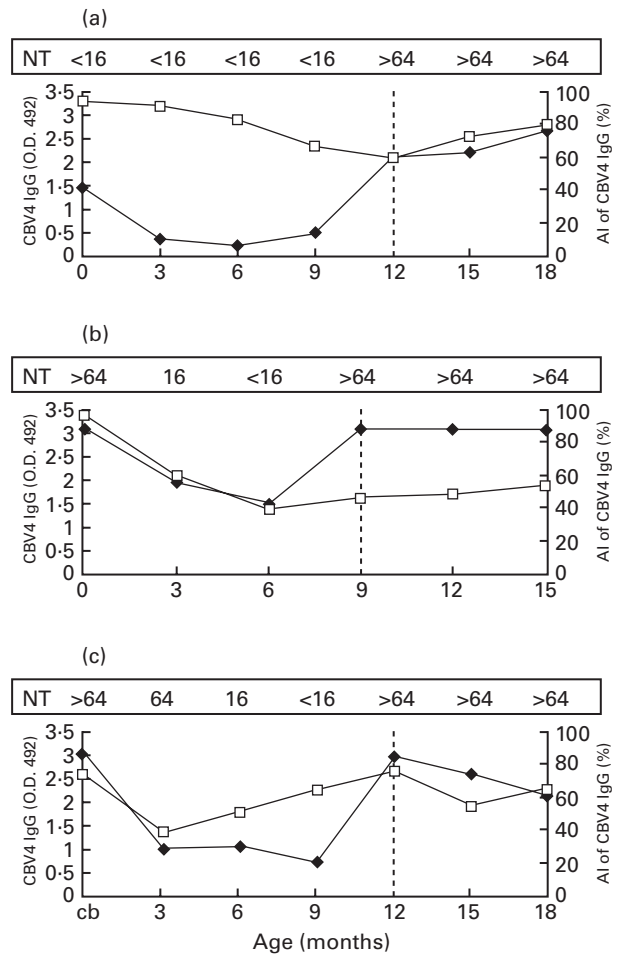 (a)
NT <16 <16 <16 <16 >64 >64 >64
3·5
3
2·5
2
1·5
1
0·5
0
CBV4 IgG (O.D. 492)
100
80
60
40
20
0
AI of CBV4 IgG (%)
0 3 6 9 12 15 18
(b)
NT >64 16 <16 >64 >64 >64
3·5
3
2·5
2
1·5
1
0·5
0
CBV4 IgG (O.D. 492)
100
80
60
40
20
0
AI of CBV4 IgG (%)
0 3 6 9 12 15
(c)
NT >64 64 16 <16 >64 >64 >64
3·5
3
2·5
2
1·5
1
0·5
0
CBV4 IgG (O.D. 492)
100
80
60
40
20
0
AI of CBV4 IgG (%)
cb 3 6 9 12 15 18
Age (months)